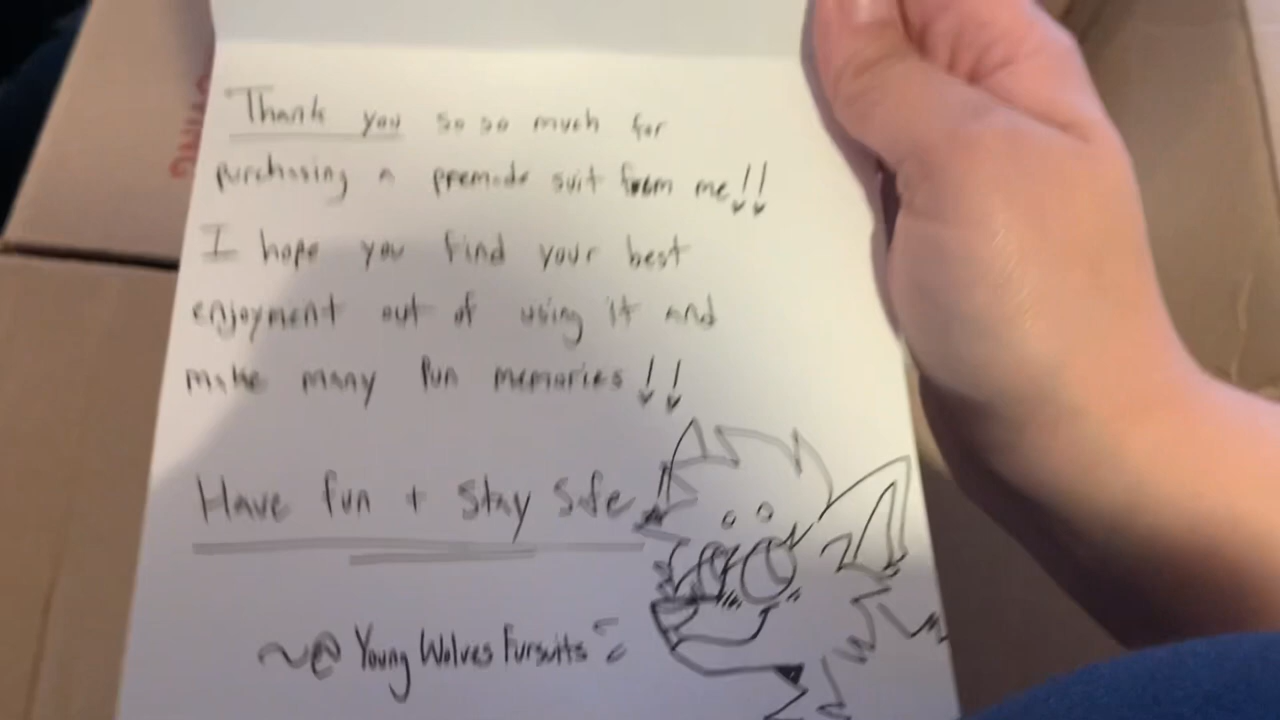 Thank you so so much for
purchasing a premade suit from me!!
I hope you find your best
enjoyment out of using it and
make many fun memories!!
Have fun + stay safe
~@ Young Wolves Fursuits